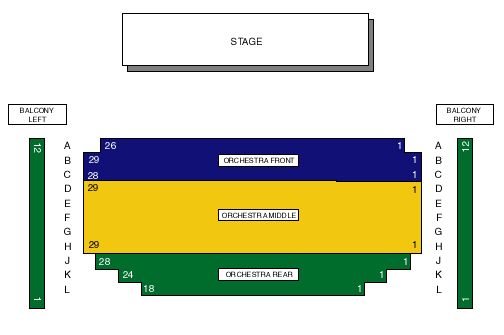 STAGE
BALCONY
LEFT
BALCONY
RIGHT
12
A
26
1
A
12
B
29
ORCHESTRA FRONT
1
B
C
28
1
C
D
29
1
D
E
E
F
ORCHESTRA MIDDLE
F
G
G
H
29
1
H
J
28
1
J
K
24
ORCHESTRA REAR
1
K
L
18
1
L
1
1